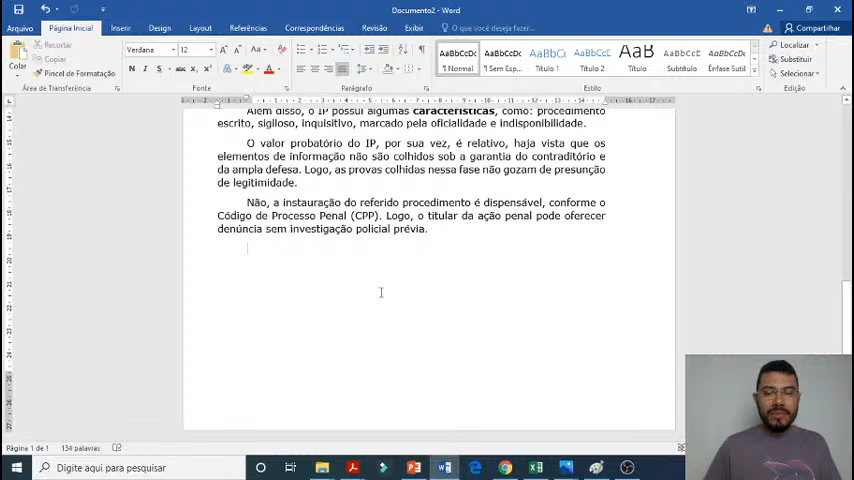 Documento2 - Word
Arquivo Página Inicial Inserir Design Layout Referências Correspondências Revisão Exibir O que você deseja fazer... Compartilhar
Colar
Recortar
Copiar
Pincel de Formatação
Área de Transferência
Verdana 12
N I S abc
Fonte
Parágrafo
AaBbCcDc AaBbCcDc AaBbC AaBbCcC AaB AaBbCcD AaBbCcDc
¶ Normal ¶ Sem Esp... Título 1 Título 2 Título Subtítulo Ênfase Sutil
Estilo
Localizar
Substituir
Selecionar
Edição
Além disso, o IP possui algumas características, como: procedimento
escrito, sigiloso, inquisitivo, marcado pela oficialidade e indisponibilidade.
O valor probatório do IP, por sua vez, é relativo, haja vista que os
elementos de informação não são colhidos sob a garantia do contraditório e
da ampla defesa. Logo, as provas colhidas nessa fase não gozam de presunção
de legitimidade.
Não, a instauração do referido procedimento é dispensável, conforme o
Código de Processo Penal (CPP). Logo, o titular da ação penal pode oferecer
denúncia sem investigação policial prévia.
Página 1 de 1 134 palavras
Digite aqui para pesquisar